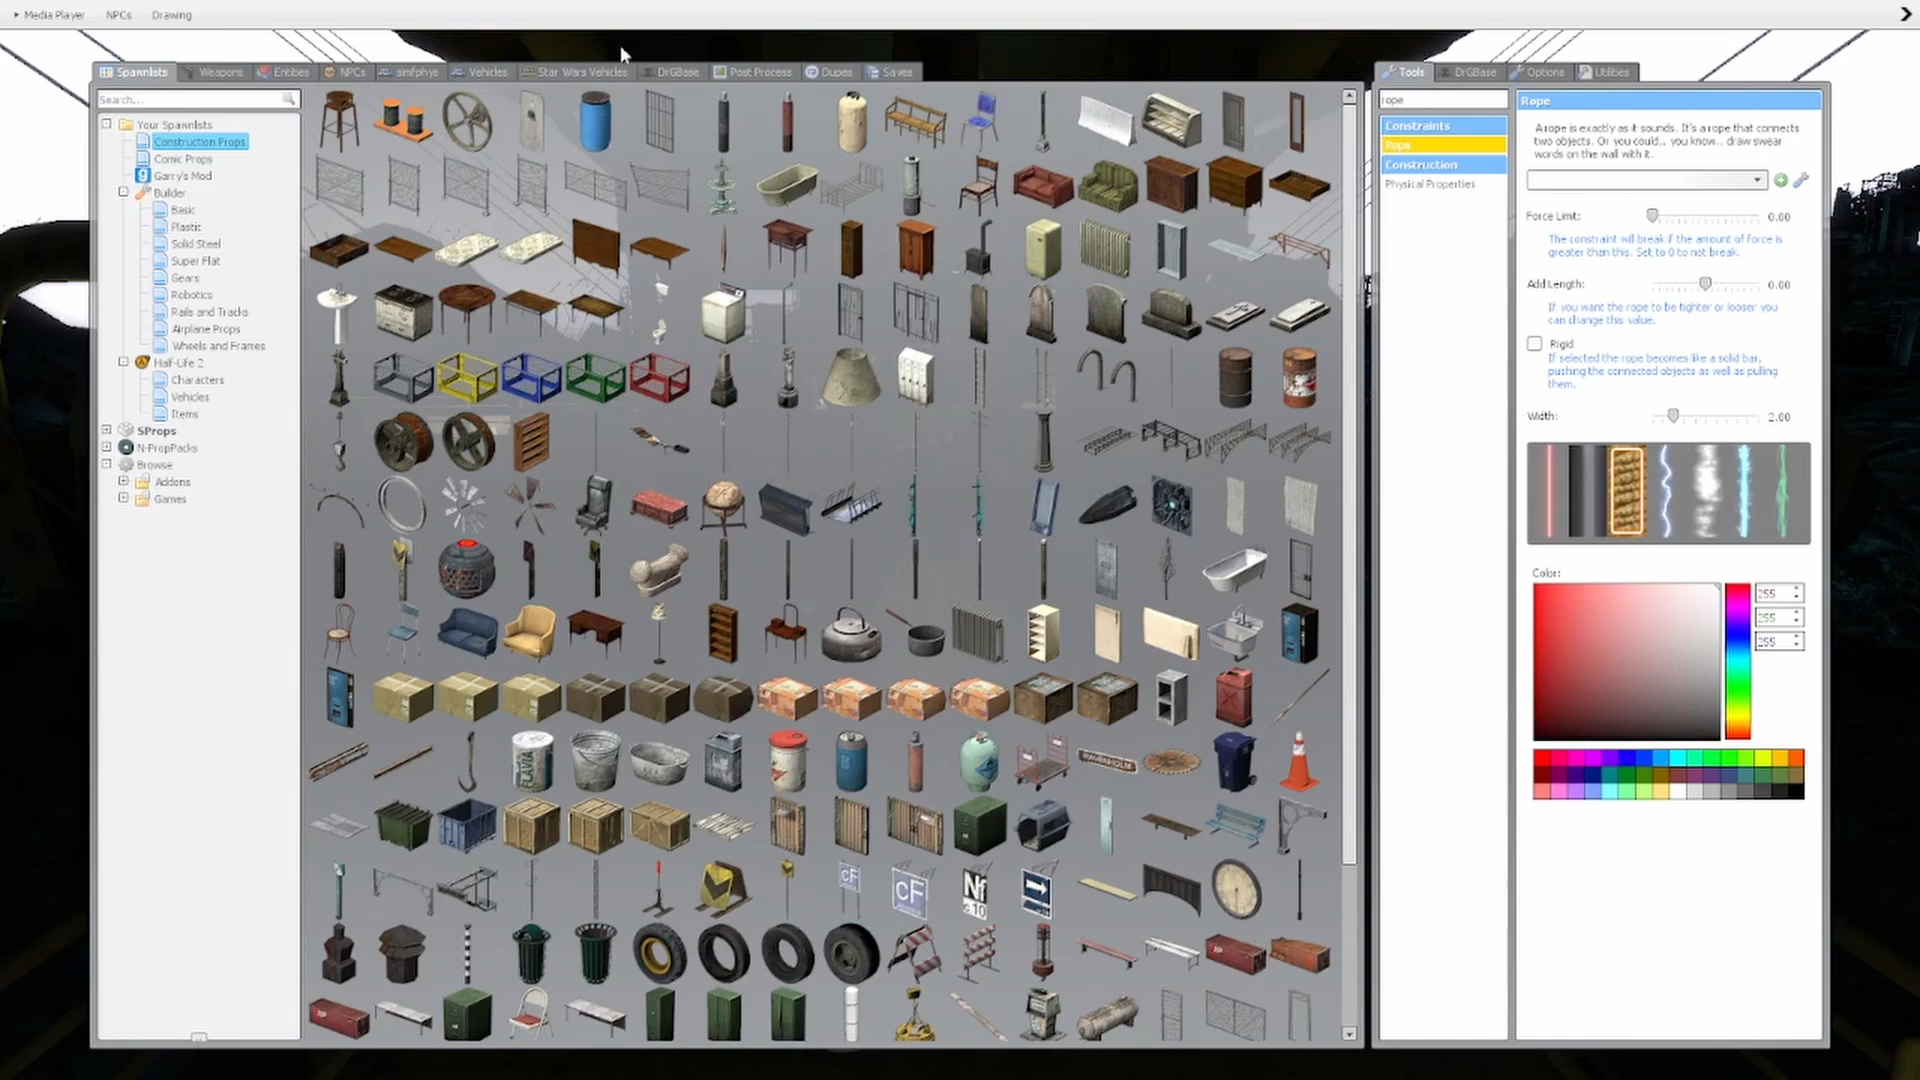 Media Player NPCs Drawing
Spawnlists Weapons Entities NPCs simfphys Vehicles Star Wars Vehicles DrGBase Post Process Dupes Saves
Tools DrGBase Options Utilities
Search...
Your Spawnlists
Construction Props
Comic Props
Garry's Mod
Builder
Basic
Plastic
Solid Steel
Super Flat
Gears
Robotics
Rails and Tracks
Airplane Props
Wheels and Frames
Half-Life 2
Characters
Vehicles
Items
SProps
N-PropPacks
Browse
Addons
Games
FLAVIA
RAVENHOLM
cF
cF
Nf
c.10
rope
Constraints
Rope
Construction
Physical Properties
Rope
A rope is exactly as it sounds. It's a rope that connects
two objects. Or you could.. you know.. draw swear
words on the wall with it.
Force Limit: 0.00
The constraint will break if the amount of force is
greater than this. Set to 0 to not break.
Add Length: 0.00
If you want the rope to be tighter or looser you
can change this value.
Rigid
If selected the rope becomes like a solid bar,
pushing the connected objects as well as pulling
them.
Width: 2.00
Color:
255
255
255